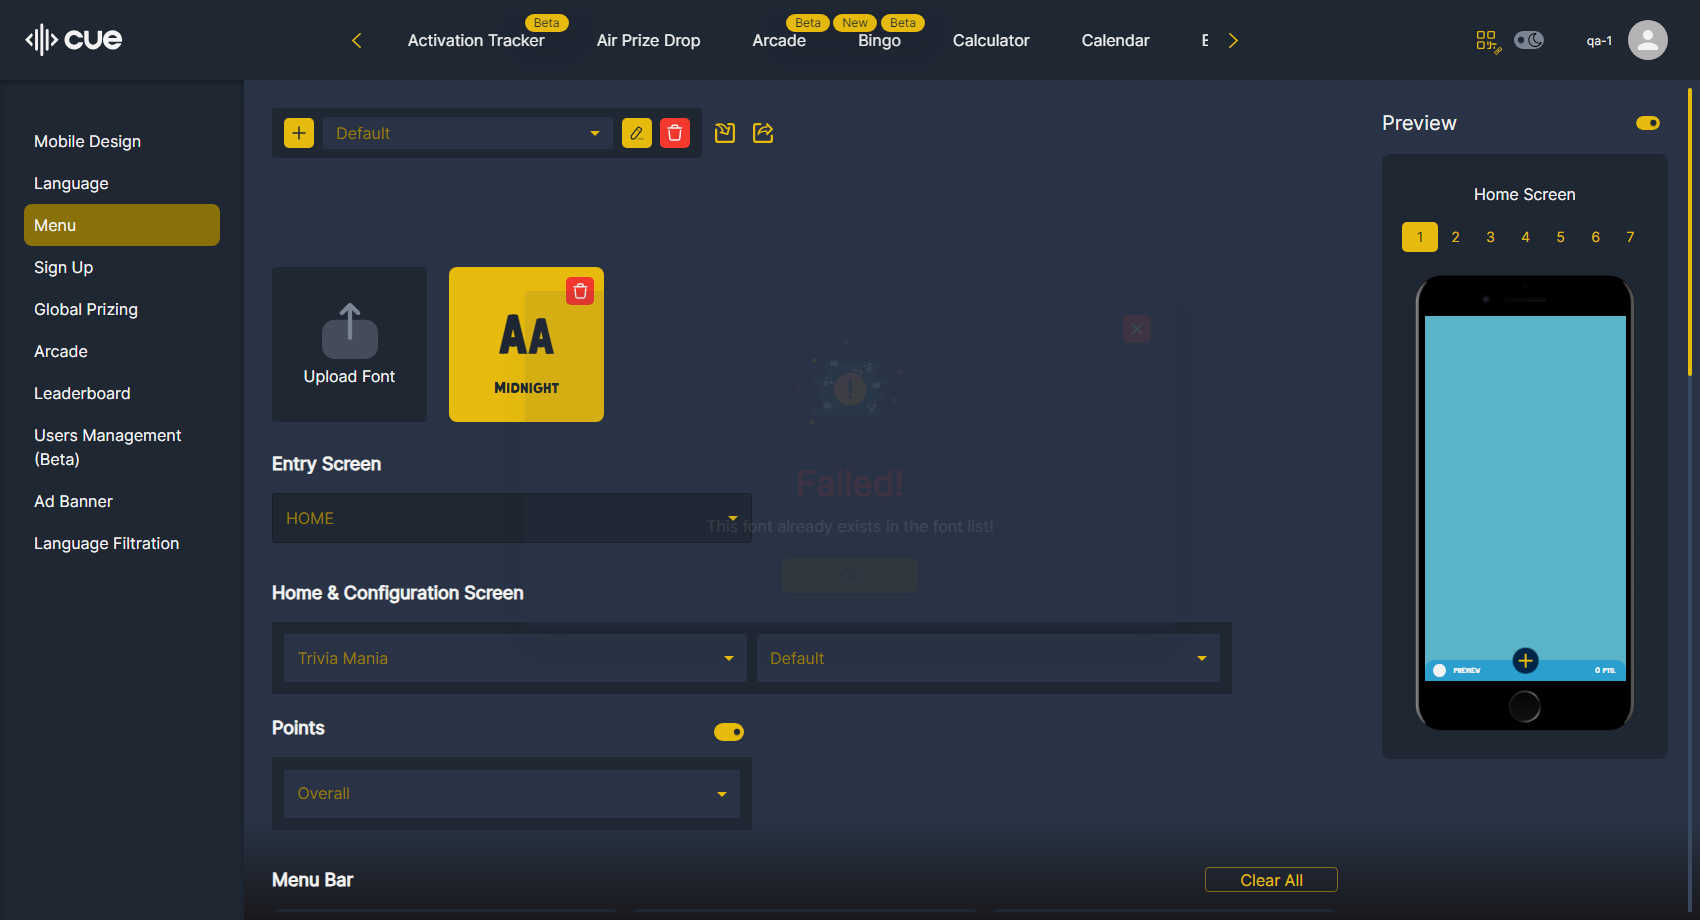 cue
Activation Tracker
Beta
Air Prize Drop
Arcade
Beta
Bingo
New
Beta
Calculator
Calendar
qa-1
Mobile Design
Language
Menu
Sign Up
Global Prizing
Arcade
Leaderboard
Users Management
(Beta)
Ad Banner
Language Filtration
Default
Upload Font
AA
MIDNIGHT
Failed!
This font already exists in the font list!
Ok
Entry Screen
HOME
Home & Configuration Screen
Trivia Mania
Default
Points
Overall
Menu Bar
Clear All
Preview
Home Screen
1 2 3 4 5 6 7
PREVIEW
0 PTS.